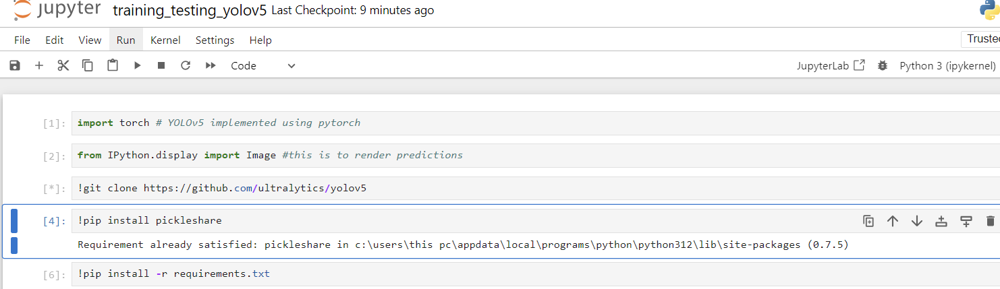 jupyter training_testing_yolov5 Last Checkpoint: 9 minutes ago
File Edit View Run Kernel Settings Help Truste
Code JupyterLab Python 3 (ipykernel)
[1]: import torch # YOLOv5 implemented using pytorch
[2]: from IPython.display import Image #this is to render predictions
[*]: !git clone https://github.com/ultralytics/yolov5
[4]: !pip install pickleshare
Requirement already satisfied: pickleshare in c:\users\this pc\appdata\local\programs\python\python312\lib\site-packages (0.7.5)
[6]: !pip install -r requirements.txt